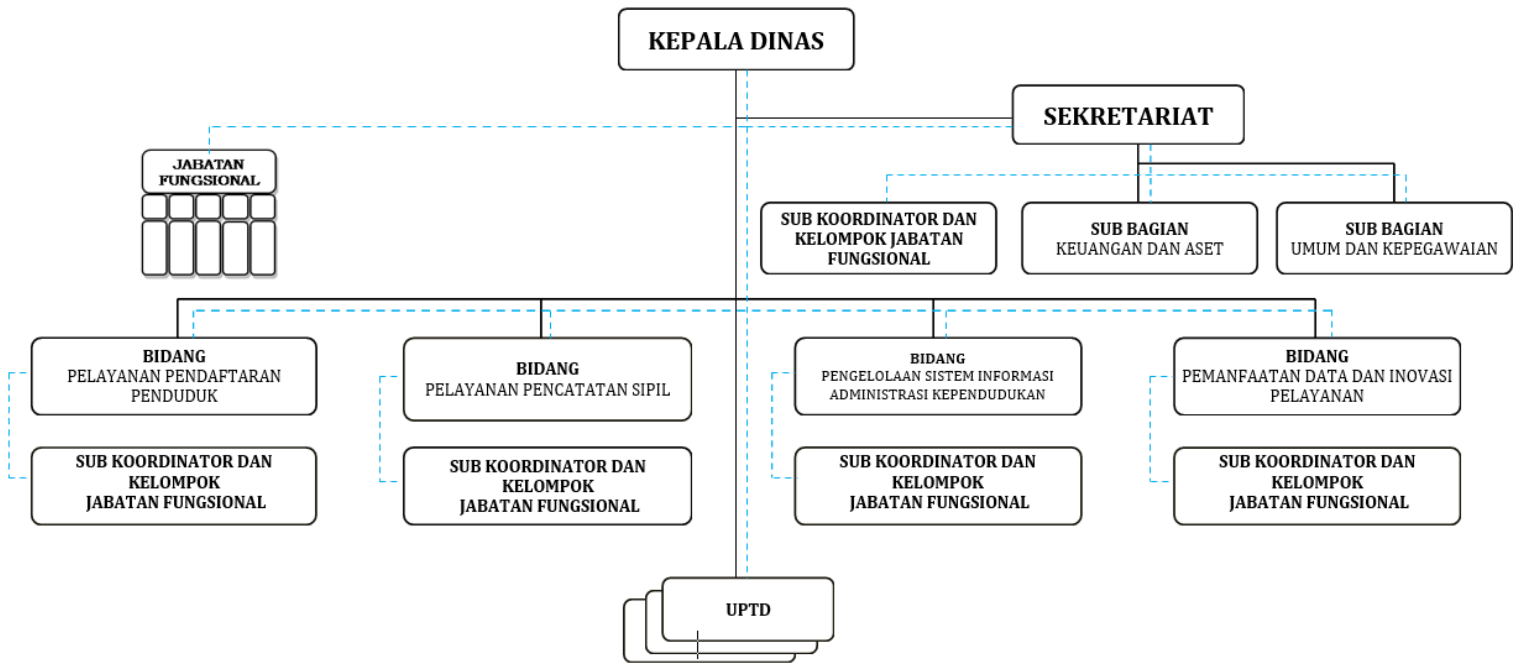 KEPALA DINAS
SEKRETARIAT
JABATAN
FUNGSIONAL
SUB KOORDINATOR DAN
KELOMPOK JABATAN
FUNGSIONAL
SUB BAGIAN
KEUANGAN DAN ASET
SUB BAGIAN
UMUM DAN KEPEGAWAIAN
BIDANG
PELAYANAN PENDAFTARAN
PENDUDUK
BIDANG
PELAYANAN PENCATATAN SIPIL
BIDANG
PENGELOLAAN SISTEM INFORMASI
ADMINISTRASI KEPENDUDUKAN
BIDANG
PEMANFAATAN DATA DAN INOVASI
PELAYANAN
SUB KOORDINATOR DAN
KELOMPOK
JABATAN FUNGSIONAL
SUB KOORDINATOR DAN
KELOMPOK
JABATAN FUNGSIONAL
SUB KOORDINATOR DAN
KELOMPOK
JABATAN FUNGSIONAL
SUB KOORDINATOR DAN
KELOMPOK
JABATAN FUNGSIONAL
UPTD